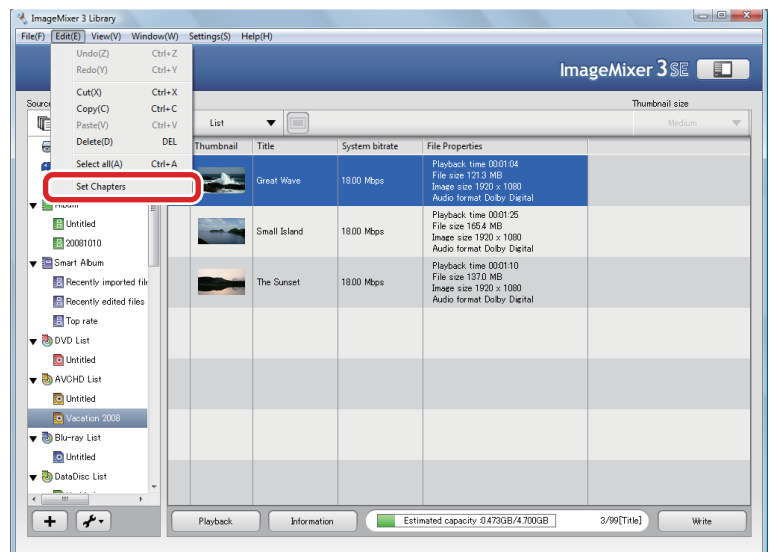 ImageMixer 3 Library
File(F) Edit(E) View(V) Window(W) Settings(S) Help(H)
Undo(Z) Ctrl+Z
Redo(Y) Ctrl+Y
Cut(X) Ctrl+X
Copy(C) Ctrl+C
Paste(V) Ctrl+V
Delete(D) DEL
Select all(A) Ctrl+A
Set Chapters
ImageMixer 3 SE
Thumbnail size
List
Medium
Thumbnail Title System bitrate File Properties
Great Wave 18.00 Mbps
Playback time 00:01:04
File size 121.3 MB
Image size 1920 x 1080
Audio format Dolby Digital
Small Island 18.00 Mbps
Playback time 00:01:25
File size 165.4 MB
Image size 1920 x 1080
Audio format Dolby Digital
The Sunset 18.00 Mbps
Playback time 00:01:10
File size 137.0 MB
Image size 1920 x 1080
Audio format Dolby Digital
Album
Untitled
20081010
Smart Album
Recently imported file
Recently edited files
Top rate
DVD List
Untitled
AVCHD List
Untitled
Vacation 2008
Blu-ray List
Untitled
DataDisc List
Playback
Information
Estimated capacity :0.473GB/4.700GB
3/99[Title]
Write